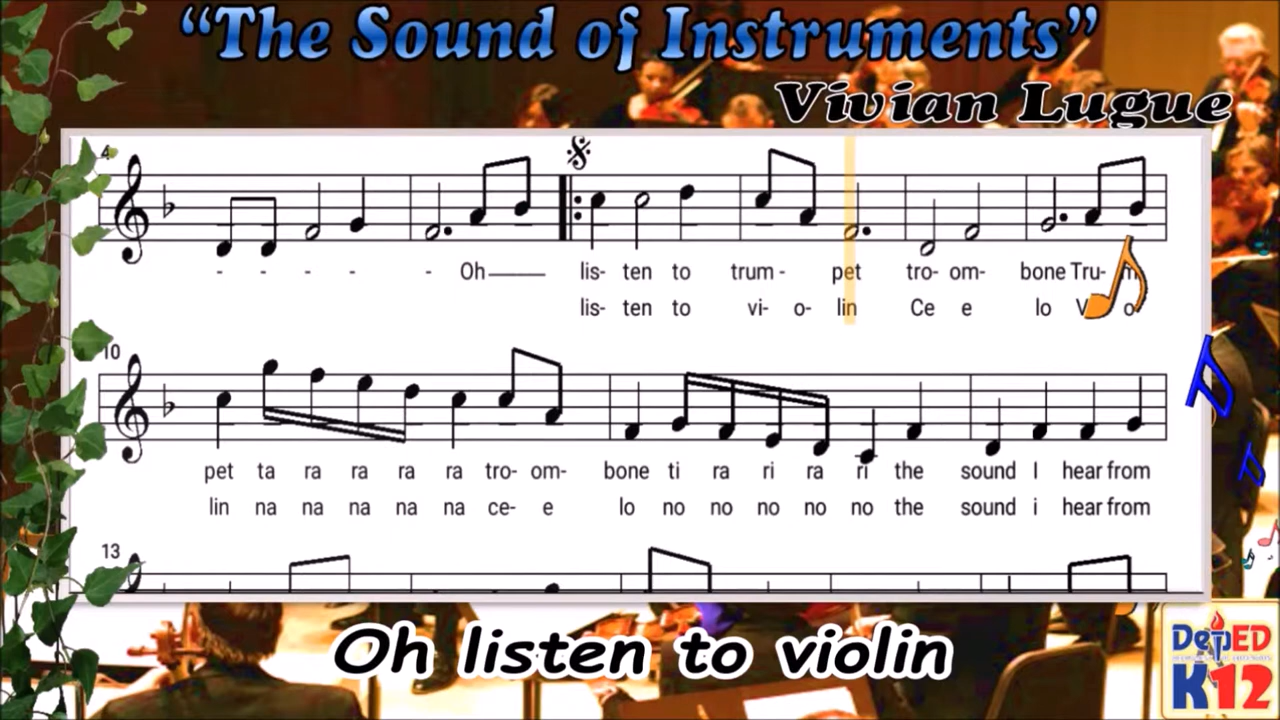 “The Sound of Instruments”
Vivian Lugue
4
- - - - - Oh lis- ten to trum- pet tro- om- bone Tru-
lis- ten to vi- o- lin Ce e lo
10
pet ta ra ra ra ra tro- om- bone ti ra ri ra ri the sound I hear from
lin na na na na na ce- e lo no no no no no the sound i hear from
13
Oh listen to violin
DepED
K12